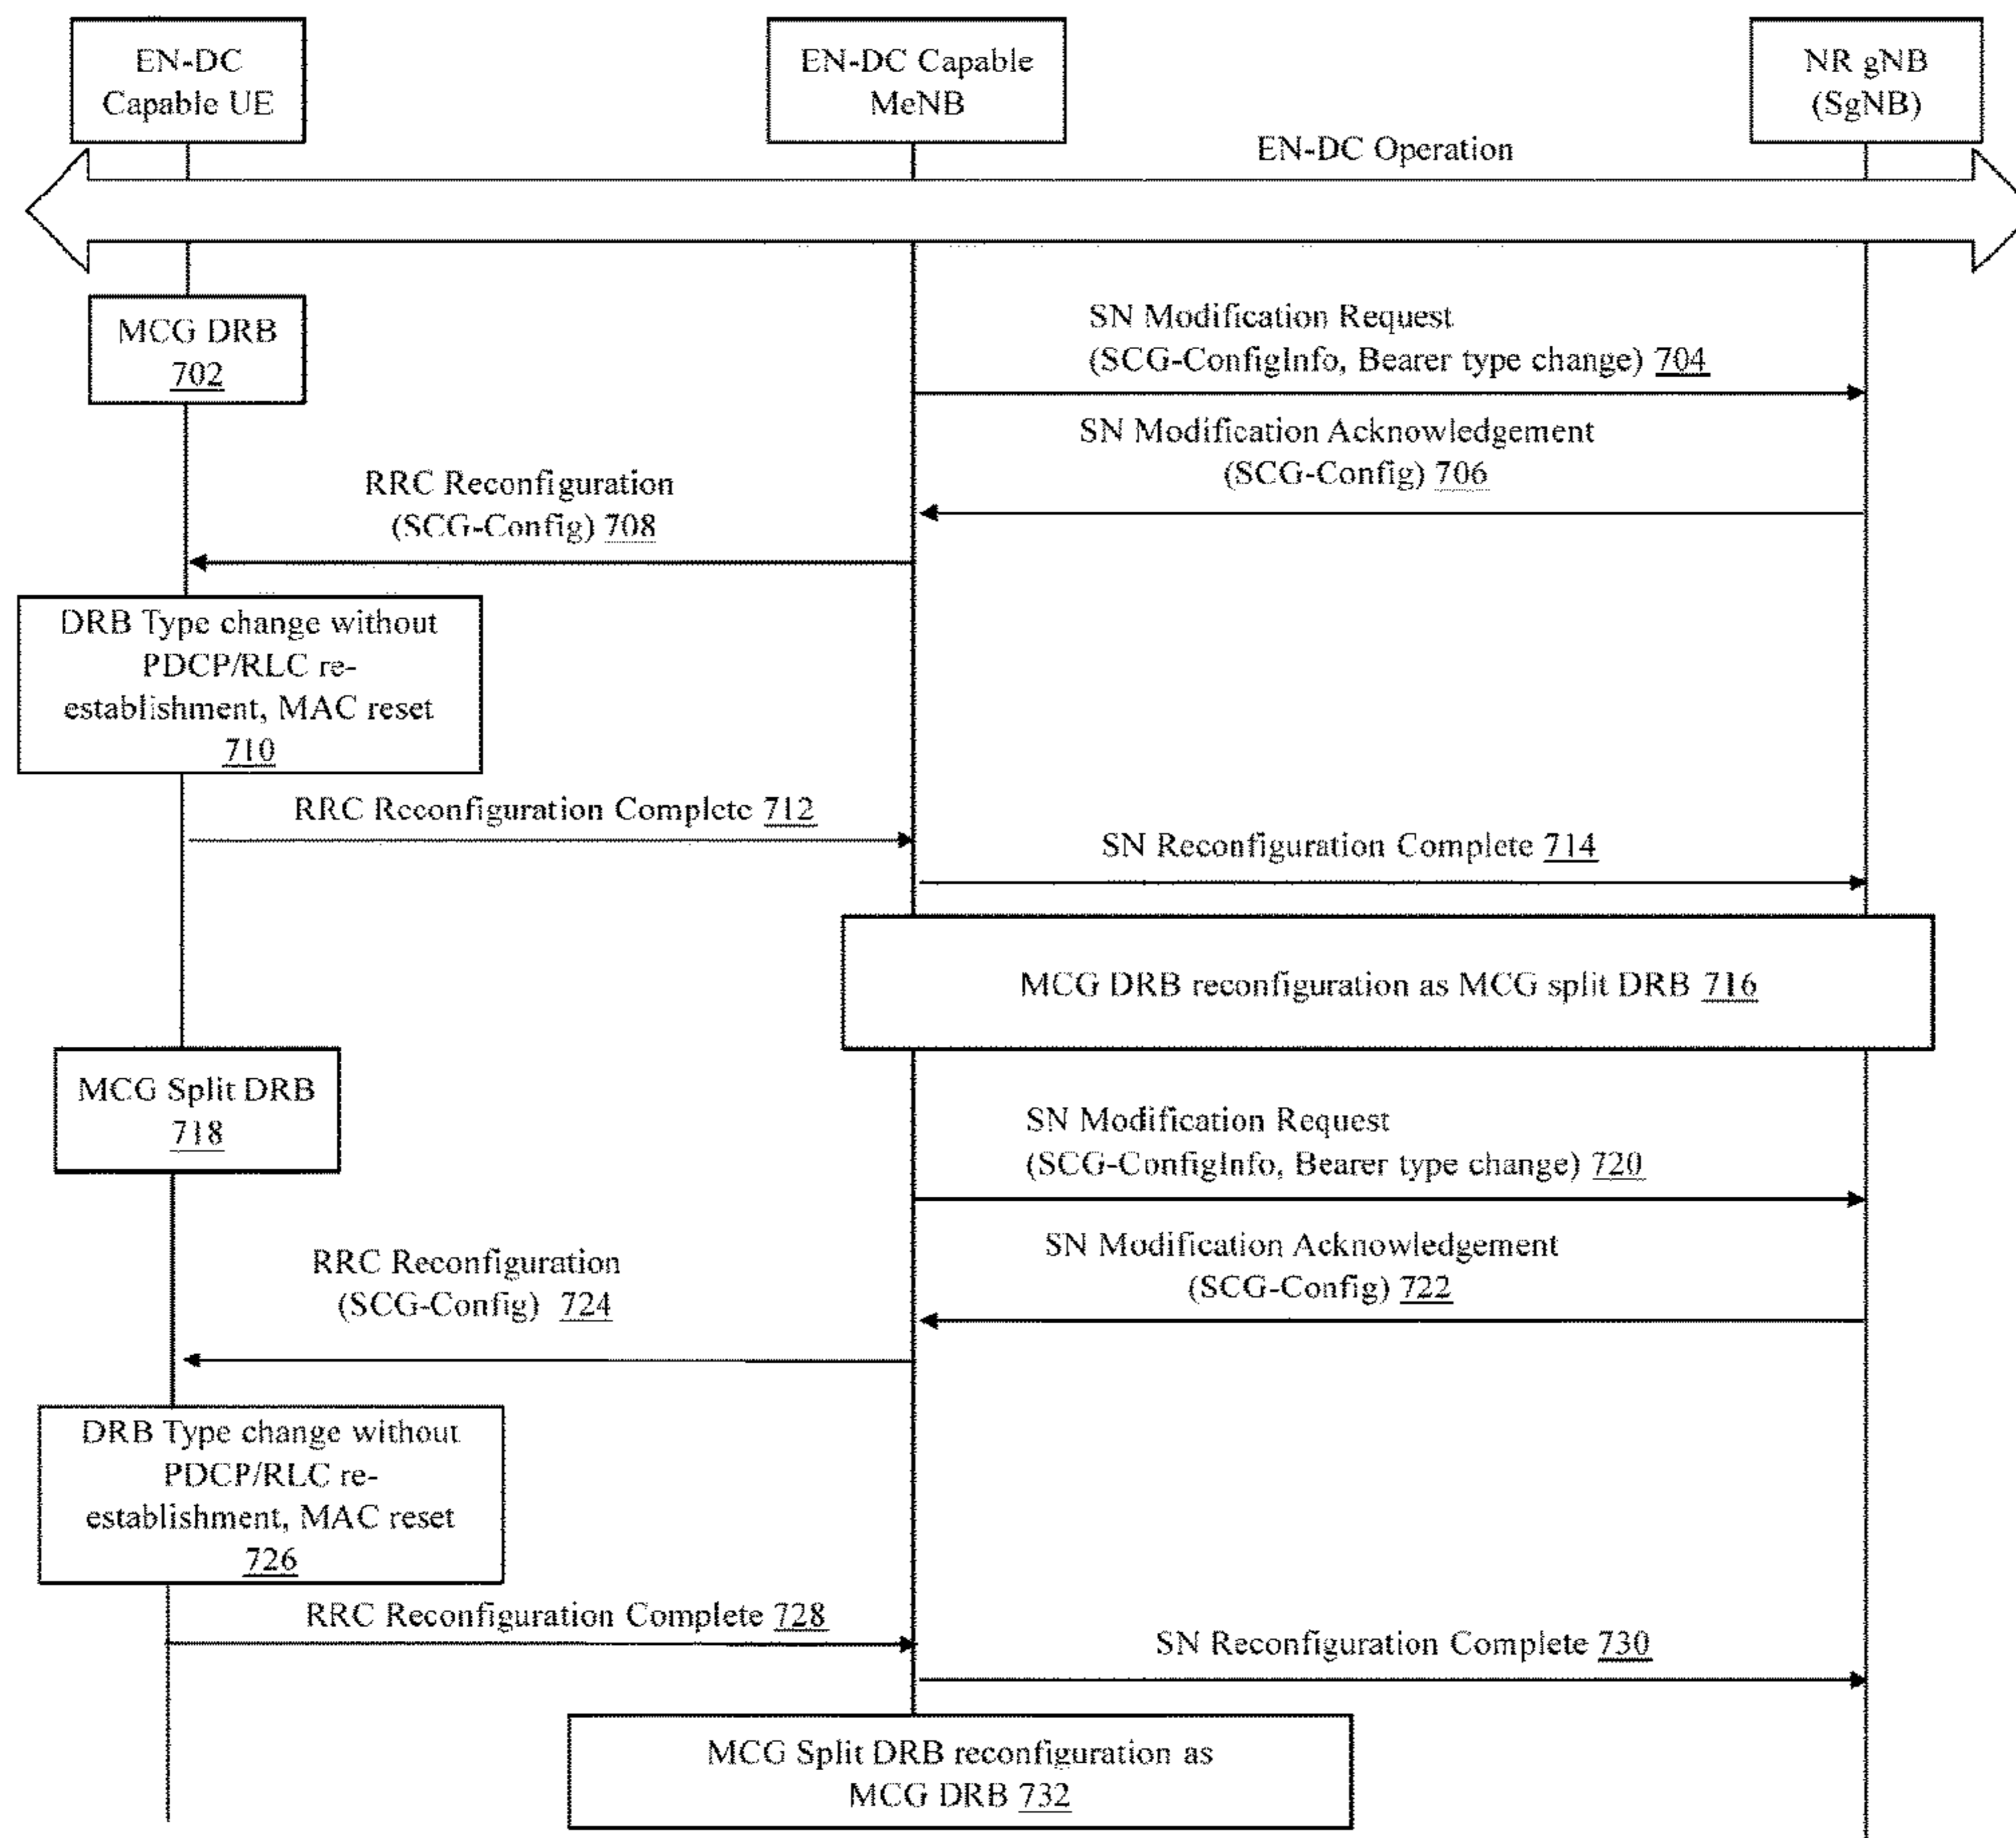 EN-DC
Capable UE
EN-DC Capable
MeNB
NR gNB
(SgNB)
EN-DC Operation
MCG DRB
702
SN Modification Request
(SCG-ConfigInfo, Bearer type change) 704
SN Modification Acknowledgement
(SCG-Config) 706
RRC Reconfiguration
(SCG-Config) 708
DRB Type change without
PDCP/RLC re-
establishment, MAC reset
710
RRC Reconfiguration Complete 712
SN Reconfiguration Complete 714
MCG DRB reconfiguration as MCG split DRB 716
MCG Split DRB
718
SN Modification Request
(SCG-ConfigInfo, Bearer type change) 720
SN Modification Acknowledgement
(SCG-Config) 722
RRC Reconfiguration
(SCG-Config) 724
DRB Type change without
PDCP/RLC re-
establishment, MAC reset
726
RRC Reconfiguration Complete 728
SN Reconfiguration Complete 730
MCG Split DRB reconfiguration as
MCG DRB 732